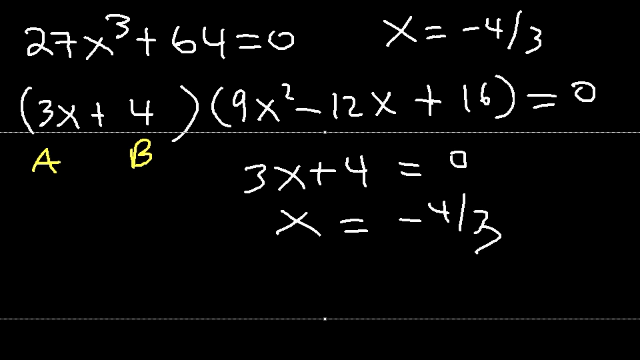 27x³ + 64 = 0   x = -4/3
(3x + 4 )(9x² - 12x + 16) = 0
A   B
3x + 4 = 0
x = -4/3